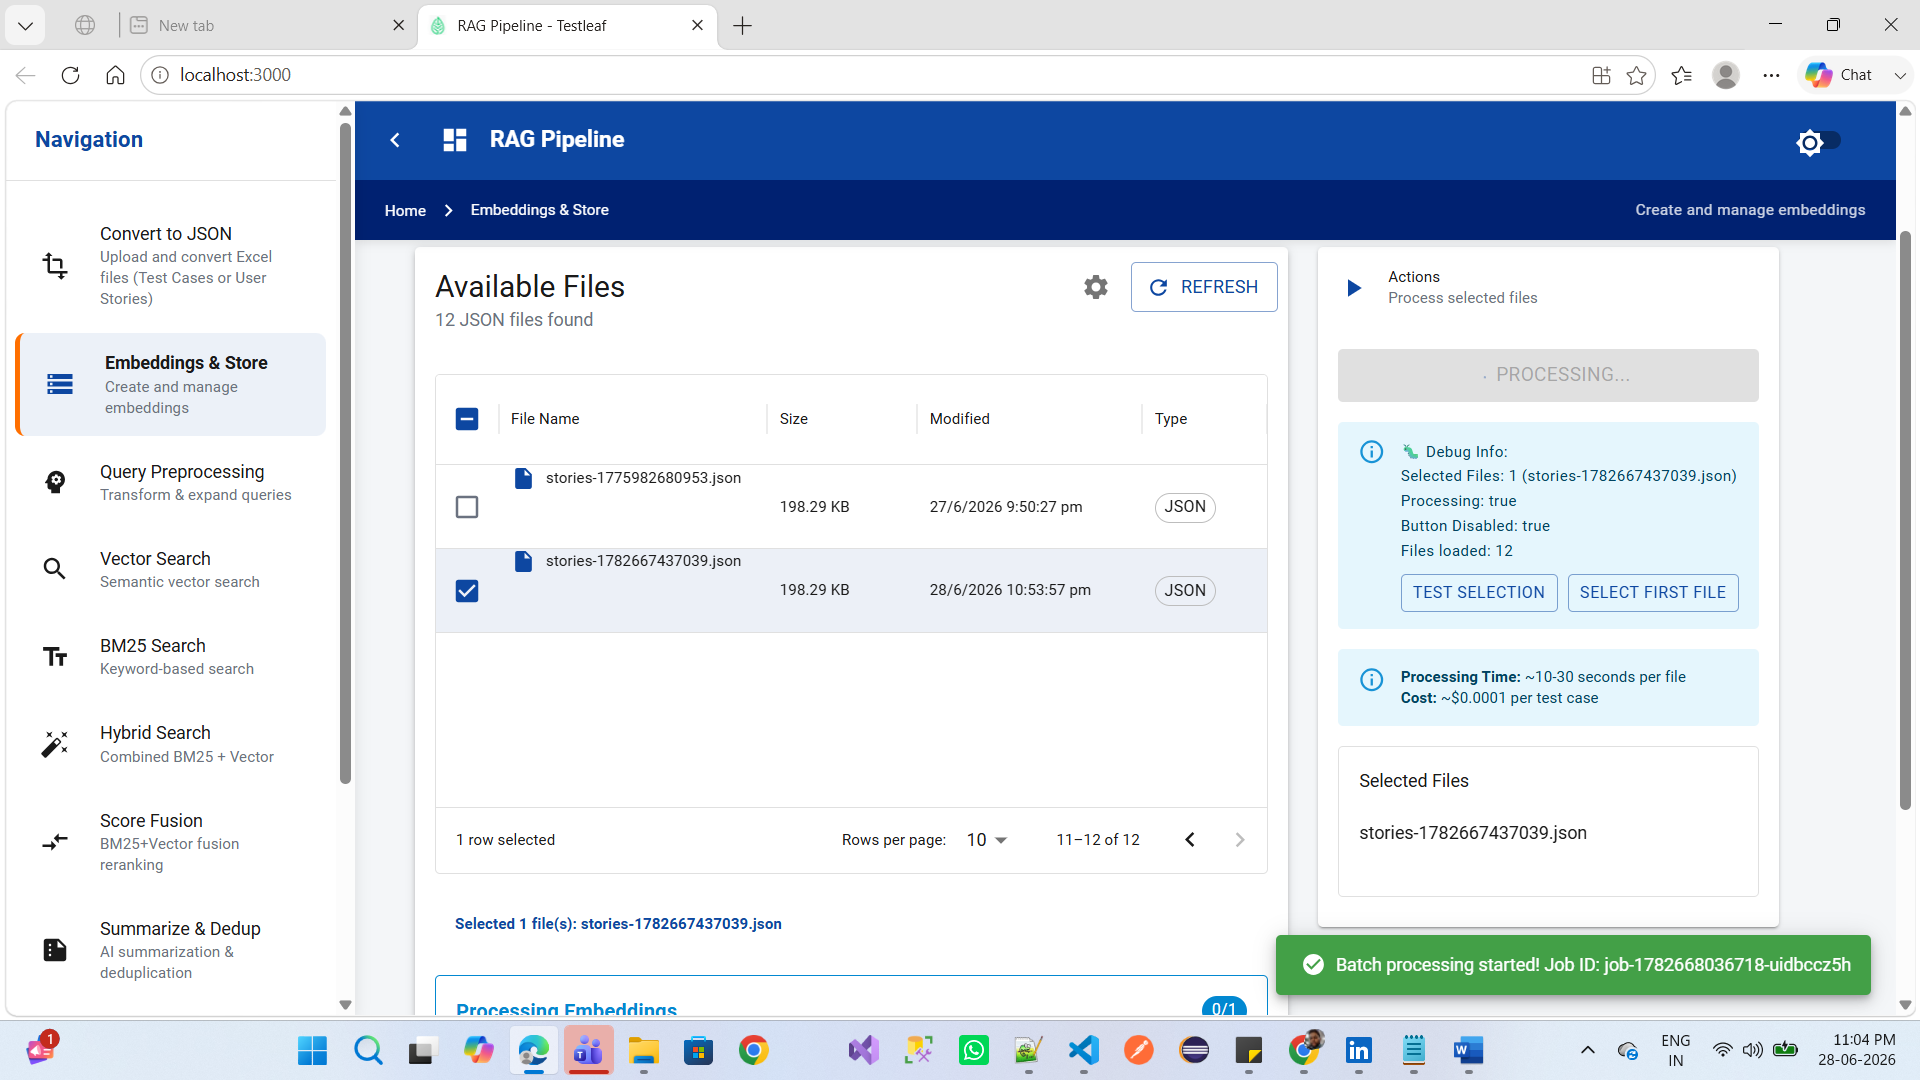 New tab
RAG Pipeline - Testleaf
localhost:3000
Chat
Navigation
Convert to JSON
Upload and convert Excel
files (Test Cases or User
Stories)
Embeddings & Store
Create and manage
embeddings
Query Preprocessing
Transform & expand queries
Vector Search
Semantic vector search
BM25 Search
Keyword-based search
Hybrid Search
Combined BM25 + Vector
Score Fusion
BM25+Vector fusion
reranking
Summarize & Dedup
AI summarization &
deduplication
RAG Pipeline
Home
Embeddings & Store
Create and manage embeddings
Available Files
12 JSON files found
REFRESH
File Name
Size
Modified
Type
stories-1775982680953.json
198.29 KB
27/6/2026 9:50:27 pm
JSON
stories-1782667437039.json
198.29 KB
28/6/2026 10:53:57 pm
JSON
1 row selected
Rows per page:
10
11–12 of 12
Selected 1 file(s): stories-1782667437039.json
Processing Embeddings
0/1
Actions
Process selected files
PROCESSING...
Debug Info:
Selected Files: 1 (stories-1782667437039.json)
Processing: true
Button Disabled: true
Files loaded: 12
TEST SELECTION
SELECT FIRST FILE
Processing Time: ~10-30 seconds per file
Cost: ~$0.0001 per test case
Selected Files
stories-1782667437039.json
Batch processing started! Job ID: job-1782668036718-uidbccz5h
1
ENG
IN
11:04 PM
28-06-2026